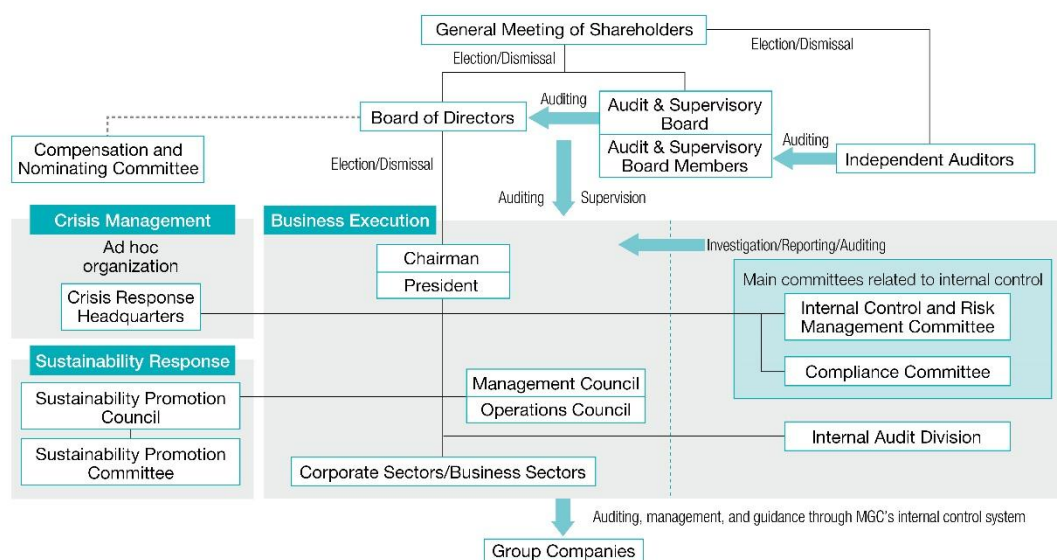 General Meeting of Shareholders
Election/Dismissal
Election/Dismissal
Auditing
Board of Directors
Audit & Supervisory
Board
Audit & Supervisory
Board Members
Auditing
Independent Auditors
Compensation and
Nominating Committee
Election/Dismissal
Auditing
Supervision
Crisis Management
Ad hoc
organization
Crisis Response
Headquarters
Business Execution
Chairman
President
Investigation/Reporting/Auditing
Main committees related to internal control
Internal Control and Risk
Management Committee
Compliance Committee
Sustainability Response
Sustainability Promotion
Council
Sustainability Promotion
Committee
Management Council
Operations Council
Internal Audit Division
Corporate Sectors/Business Sectors
Auditing, management, and guidance through MGC's internal control system
Group Companies